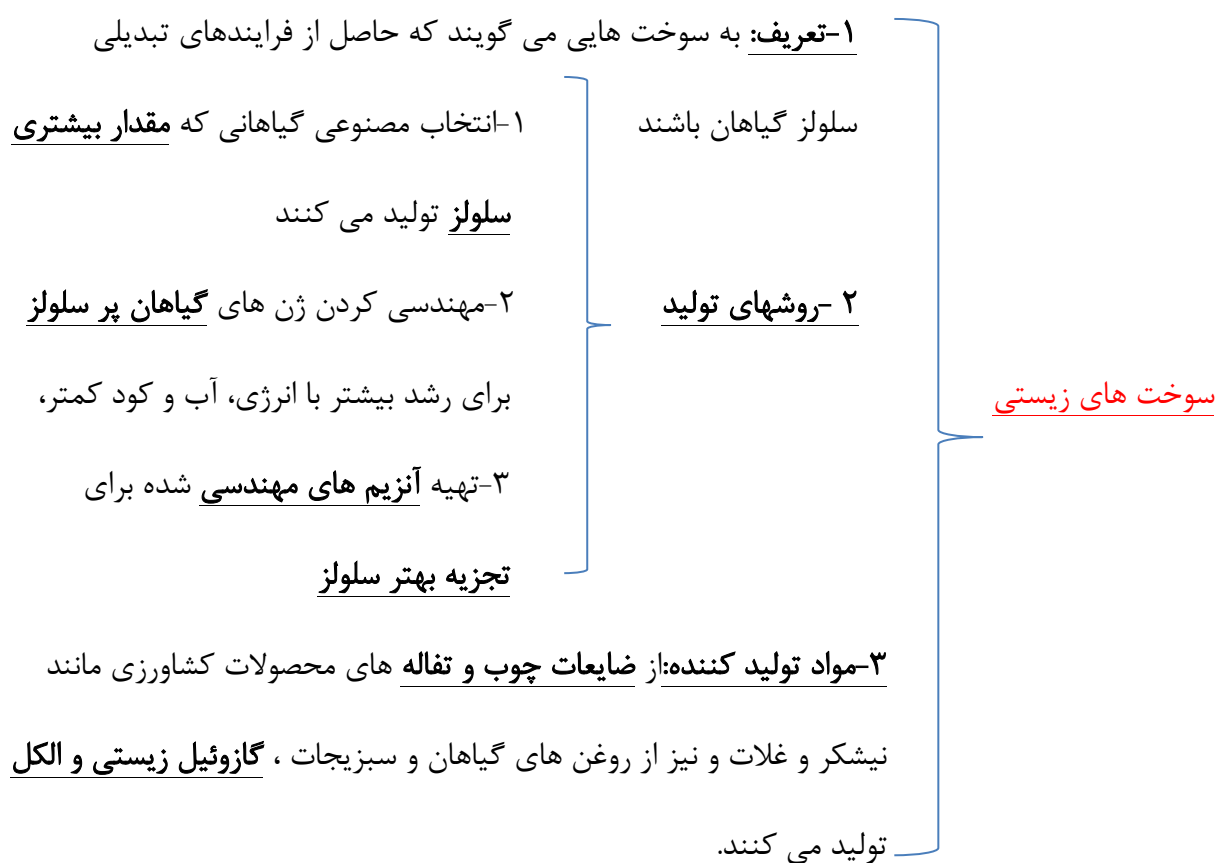 ۱-تعریف: به سوخت هایی می گویند که حاصل از فرایندهای تبدیلی
سلولز گیاهان باشند
۱-انتخاب مصنوعی گیاهانی که مقدار بیشتری
سلولز تولید می کنند
۲ -روشهای تولید
۲-مهندسی کردن ژن های گیاهان پر سلولز
سوخت های زیستی
برای رشد بیشتر با انرژی، آب و کود کمتر،
۳-تهیه آنزیم های مهندسی شده برای
تجزیه بهتر سلولز
۳-مواد تولید کننده:از ضایعات چوب و تفاله های محصولات کشاورزی مانند
نیشکر و غلات و نیز از روغن های گیاهان و سبزیجات ، گازوئیل زیستی و الکل
تولید می کنند.